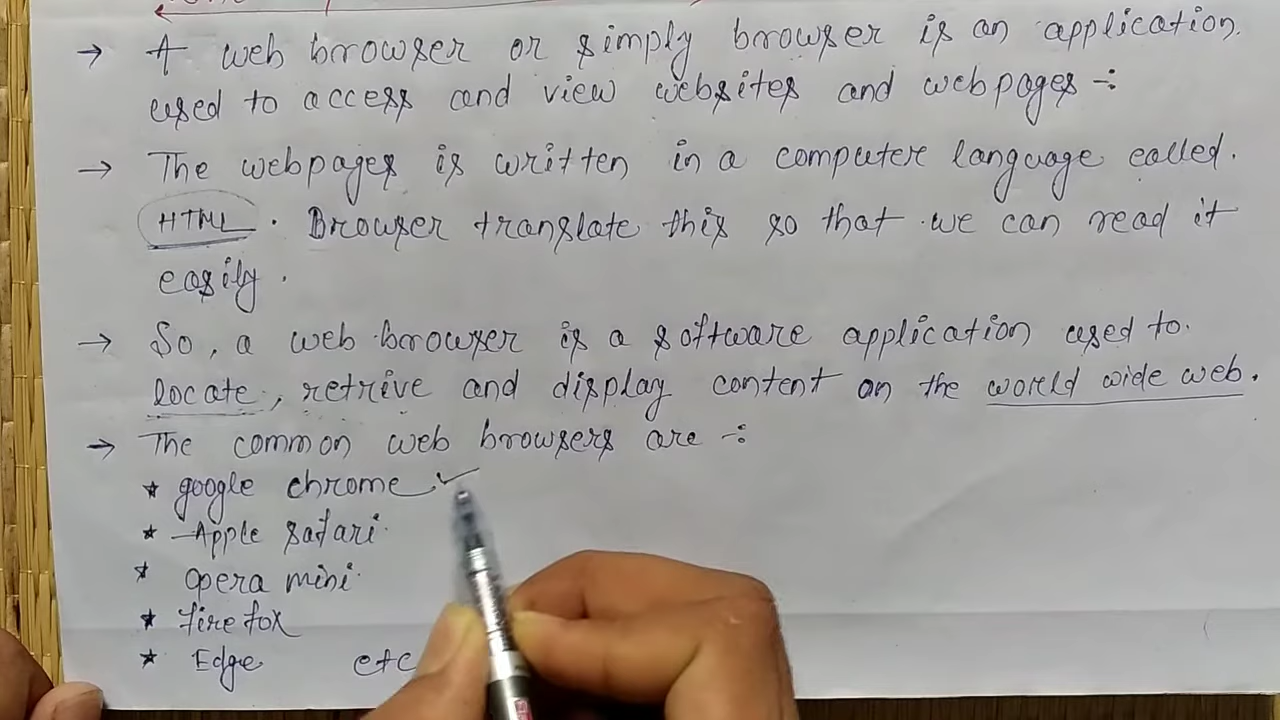 → A web browser or simply browser is an application.
used to access and view websites and webpages :-
→ The webpages is written in a computer language called.
HTML. Browser translate this so that we can read it
easily.
→ So, a web browser is a software application used to.
locate, retrive and display content on the world wide web.
→ The common web browsers are :-
* google chrome ✓
* Apple safari
* opera mini
* firefox
* Edge etc